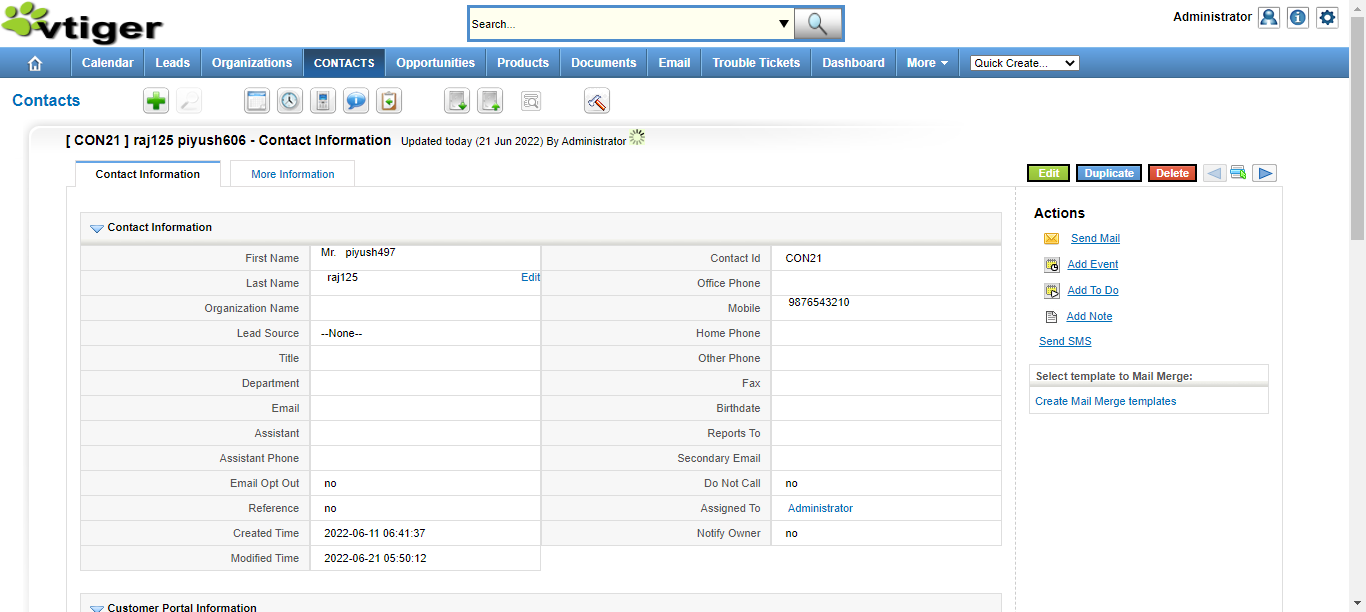 vtiger
Search...
Administrator
Calendar Leads Organizations CONTACTS Opportunities Products Documents Email Trouble Tickets Dashboard More Quick Create...
Contacts
[ CON21 ] raj125 piyush606 - Contact Information Updated today (21 Jun 2022) By Administrator
Contact Information More Information
Edit Duplicate Delete
Contact Information
First Name Mr. piyush497 Contact Id CON21
Last Name raj125 Edit Office Phone
Organization Name Mobile 9876543210
Lead Source --None-- Home Phone
Title Other Phone
Department Fax
Email Birthdate
Assistant Reports To
Assistant Phone Secondary Email
Email Opt Out no Do Not Call no
Reference no Assigned To Administrator
Created Time 2022-06-11 06:41:37 Notify Owner no
Modified Time 2022-06-21 05:50:12
Customer Portal Information
Actions
Send Mail
Add Event
Add To Do
Add Note
Send SMS
Select template to Mail Merge:
Create Mail Merge templates